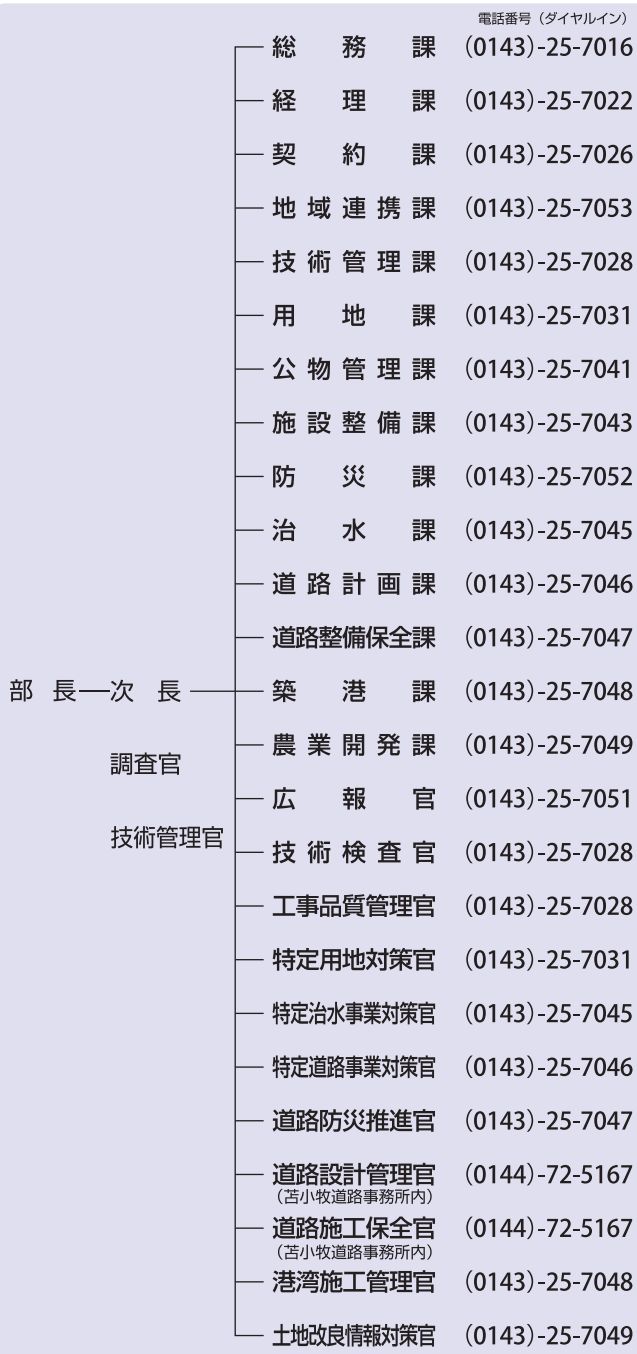 電話番号（ダイヤルイン）
総務課 (0143)-25-7016
経理課 (0143)-25-7022
契約課 (0143)-25-7026
地域連携課 (0143)-25-7053
技術管理課 (0143)-25-7028
用地課 (0143)-25-7031
公物管理課 (0143)-25-7041
施設整備課 (0143)-25-7043
防災課 (0143)-25-7052
治水課 (0143)-25-7045
道路計画課 (0143)-25-7046
道路整備保全課 (0143)-25-7047
部長 次長 築港課 (0143)-25-7048
農業開発課 (0143)-25-7049
調査官
広報官 (0143)-25-7051
技術管理官
技術検査官 (0143)-25-7028
工事品質管理官 (0143)-25-7028
特定用地対策官 (0143)-25-7031
特定治水事業対策官 (0143)-25-7045
特定道路事業対策官 (0143)-25-7046
道路防災推進官 (0143)-25-7047
道路設計管理官 (0144)-72-5167
（苫小牧道路事務所内）
道路施工保全官 (0144)-72-5167
（苫小牧道路事務所内）
港湾施工管理官 (0143)-25-7048
土地改良情報対策官 (0143)-25-7049